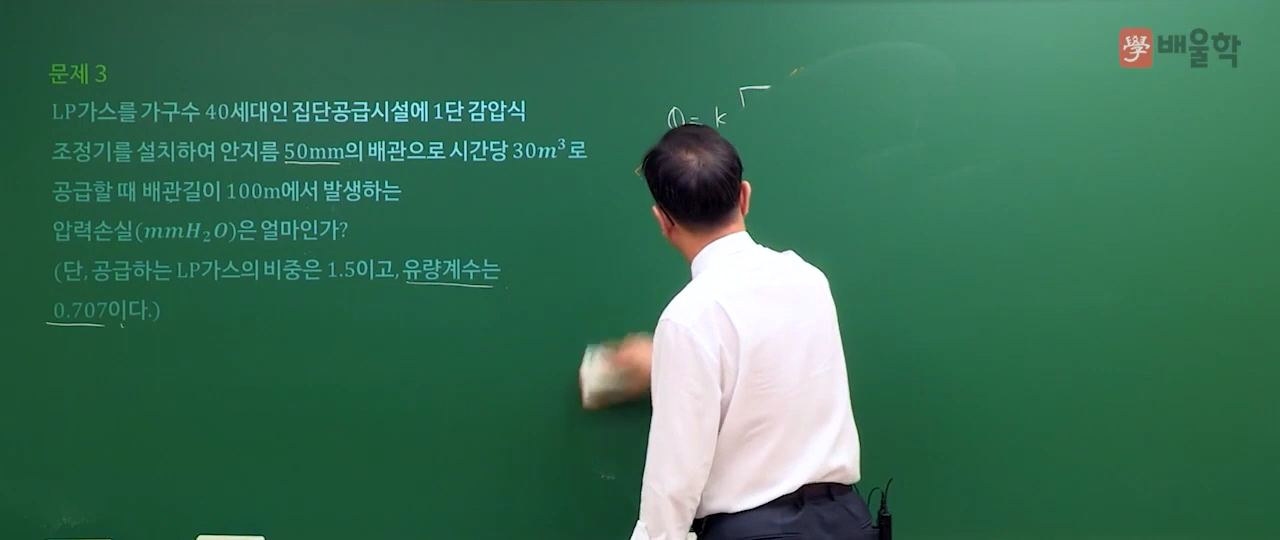 學 배울학
문제 3
LP가스를 가구수 40세대인 집단공급시설에 1단 감압식
조정기를 설치하여 안지름 50mm의 배관으로 시간당 30m³로
공급할 때 배관길이 100m에서 발생하는
압력손실(mmH₂O)은 얼마인가?
(단, 공급하는 LP가스의 비중은 1.5이고, 유량계수는
0.707이다.)
Q = K √